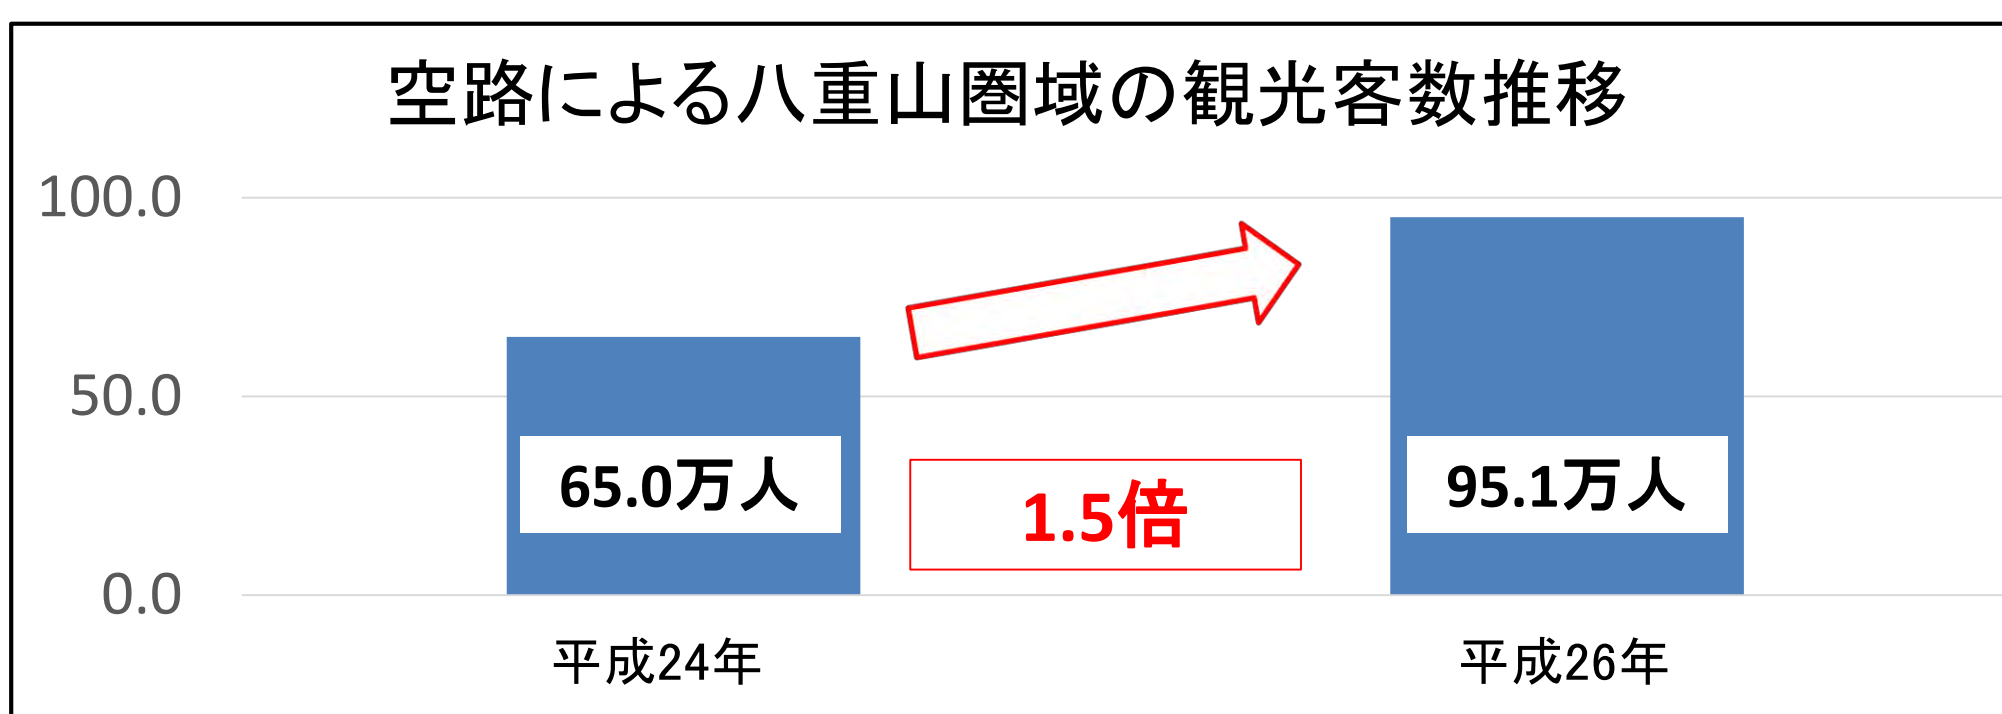 空路による八重山圏域の観光客数推移
100.0
50.0
0.0
65.0万人
1.5倍
95.1万人
平成24年
平成26年